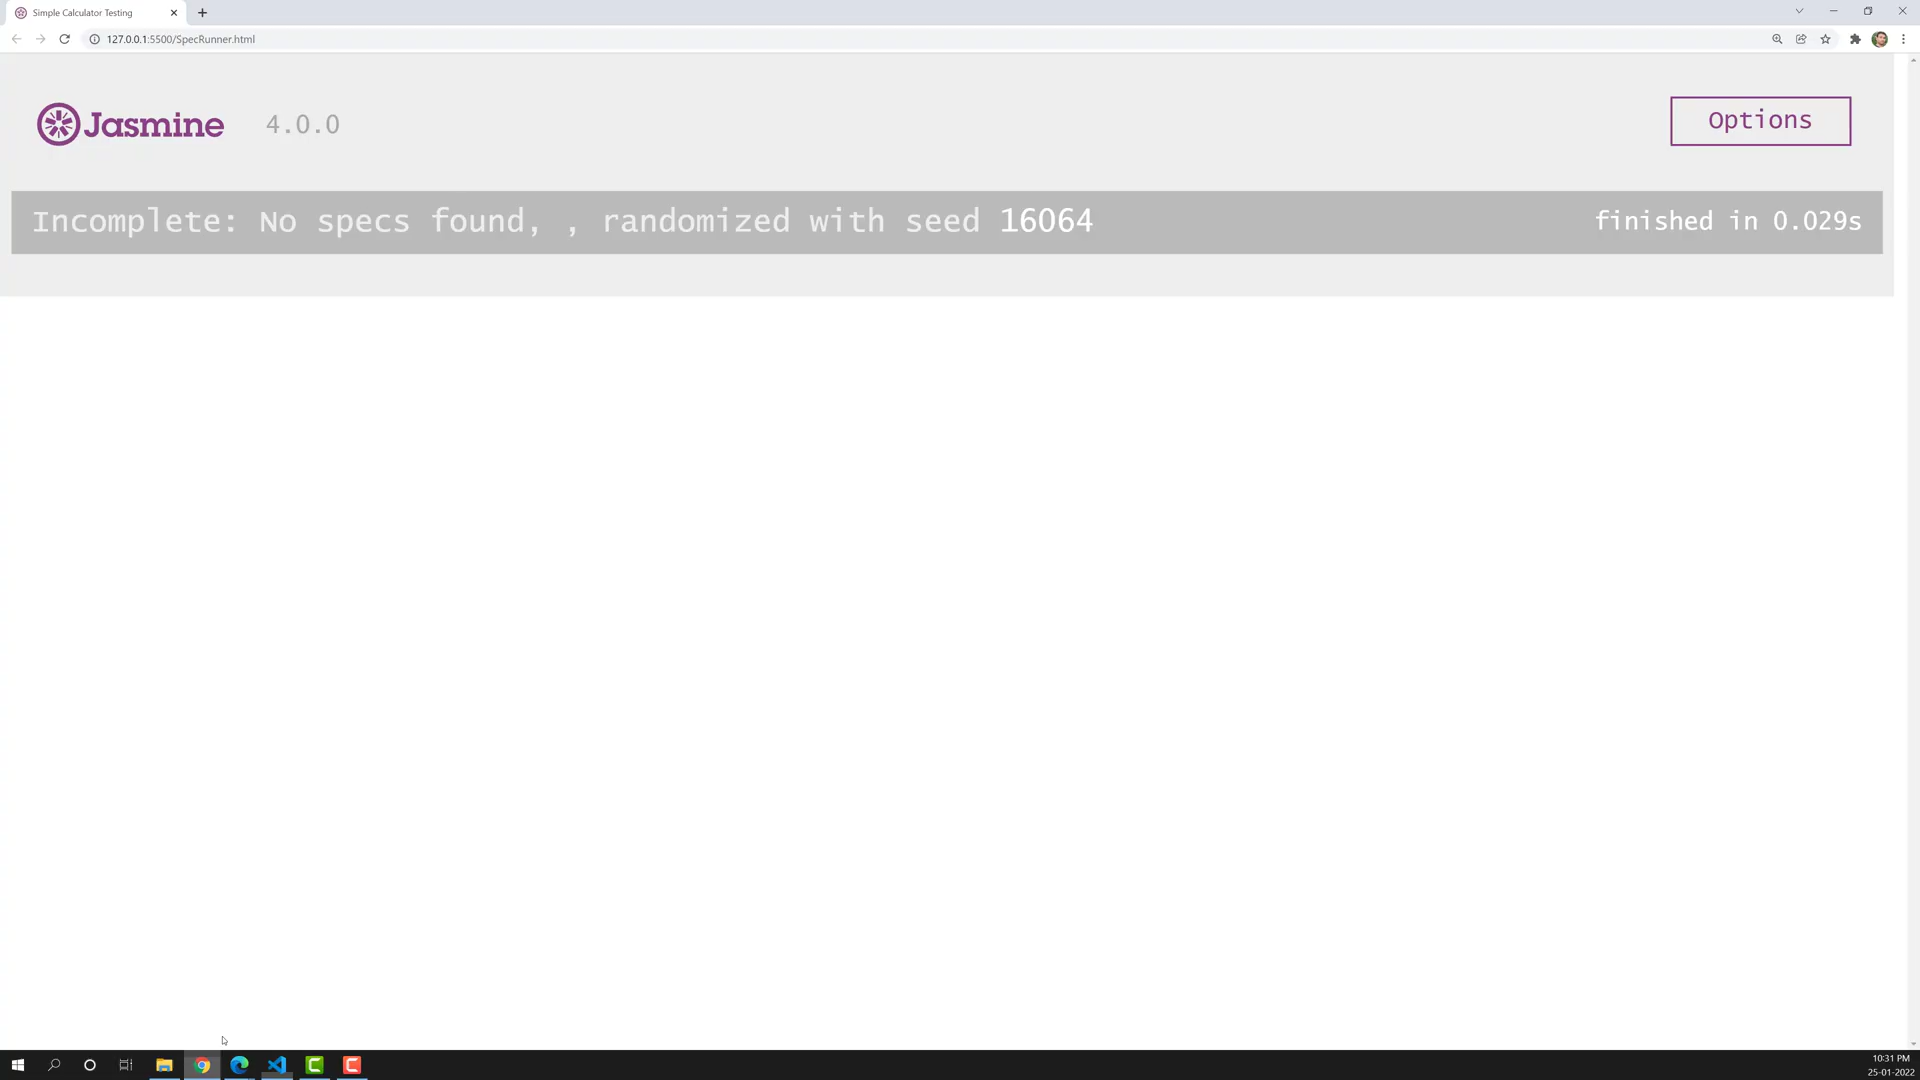 Simple Calculator Testing
127.0.0.1:5500/SpecRunner.html
Jasmine 4.0.0
Options
Incomplete: No specs found, , randomized with seed 16064
finished in 0.029s
10:31 PM
25-01-2022